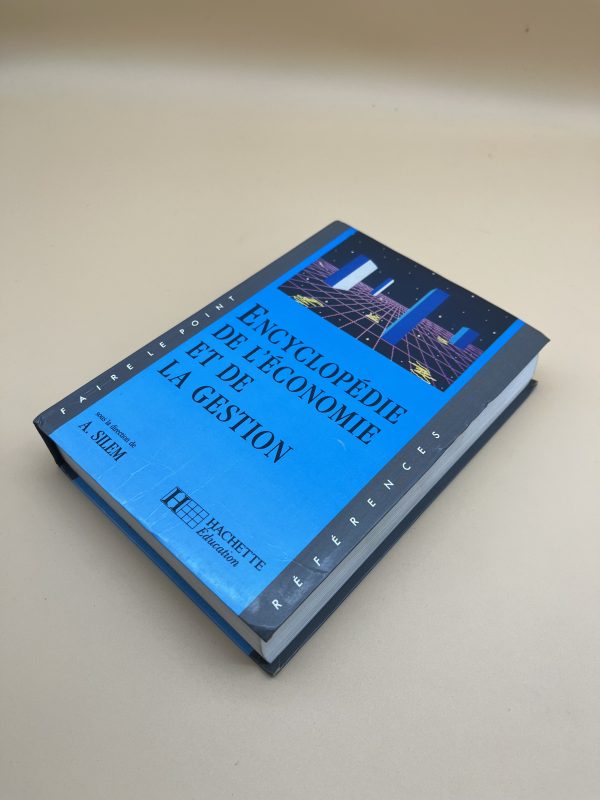 FAIRE LE POINT
ENCYCLOPÉDIE
DE L'ÉCONOMIE
ET DE
LA GESTION
sous la direction de
A. SILEM
H
HACHETTE
Éducation
RÉFÉRENCES